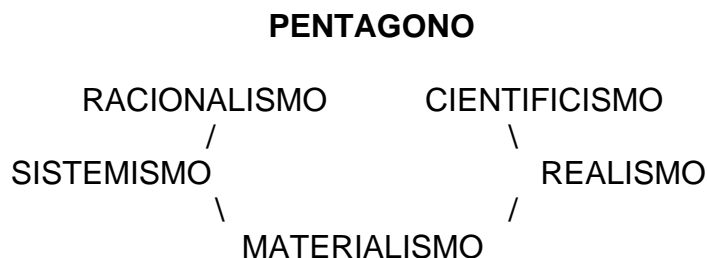 PENTAGONO
RACIONALISMO CIENTIFICISMO
/ \
SISTEMISMO REALISMO
\ /
MATERIALISMO